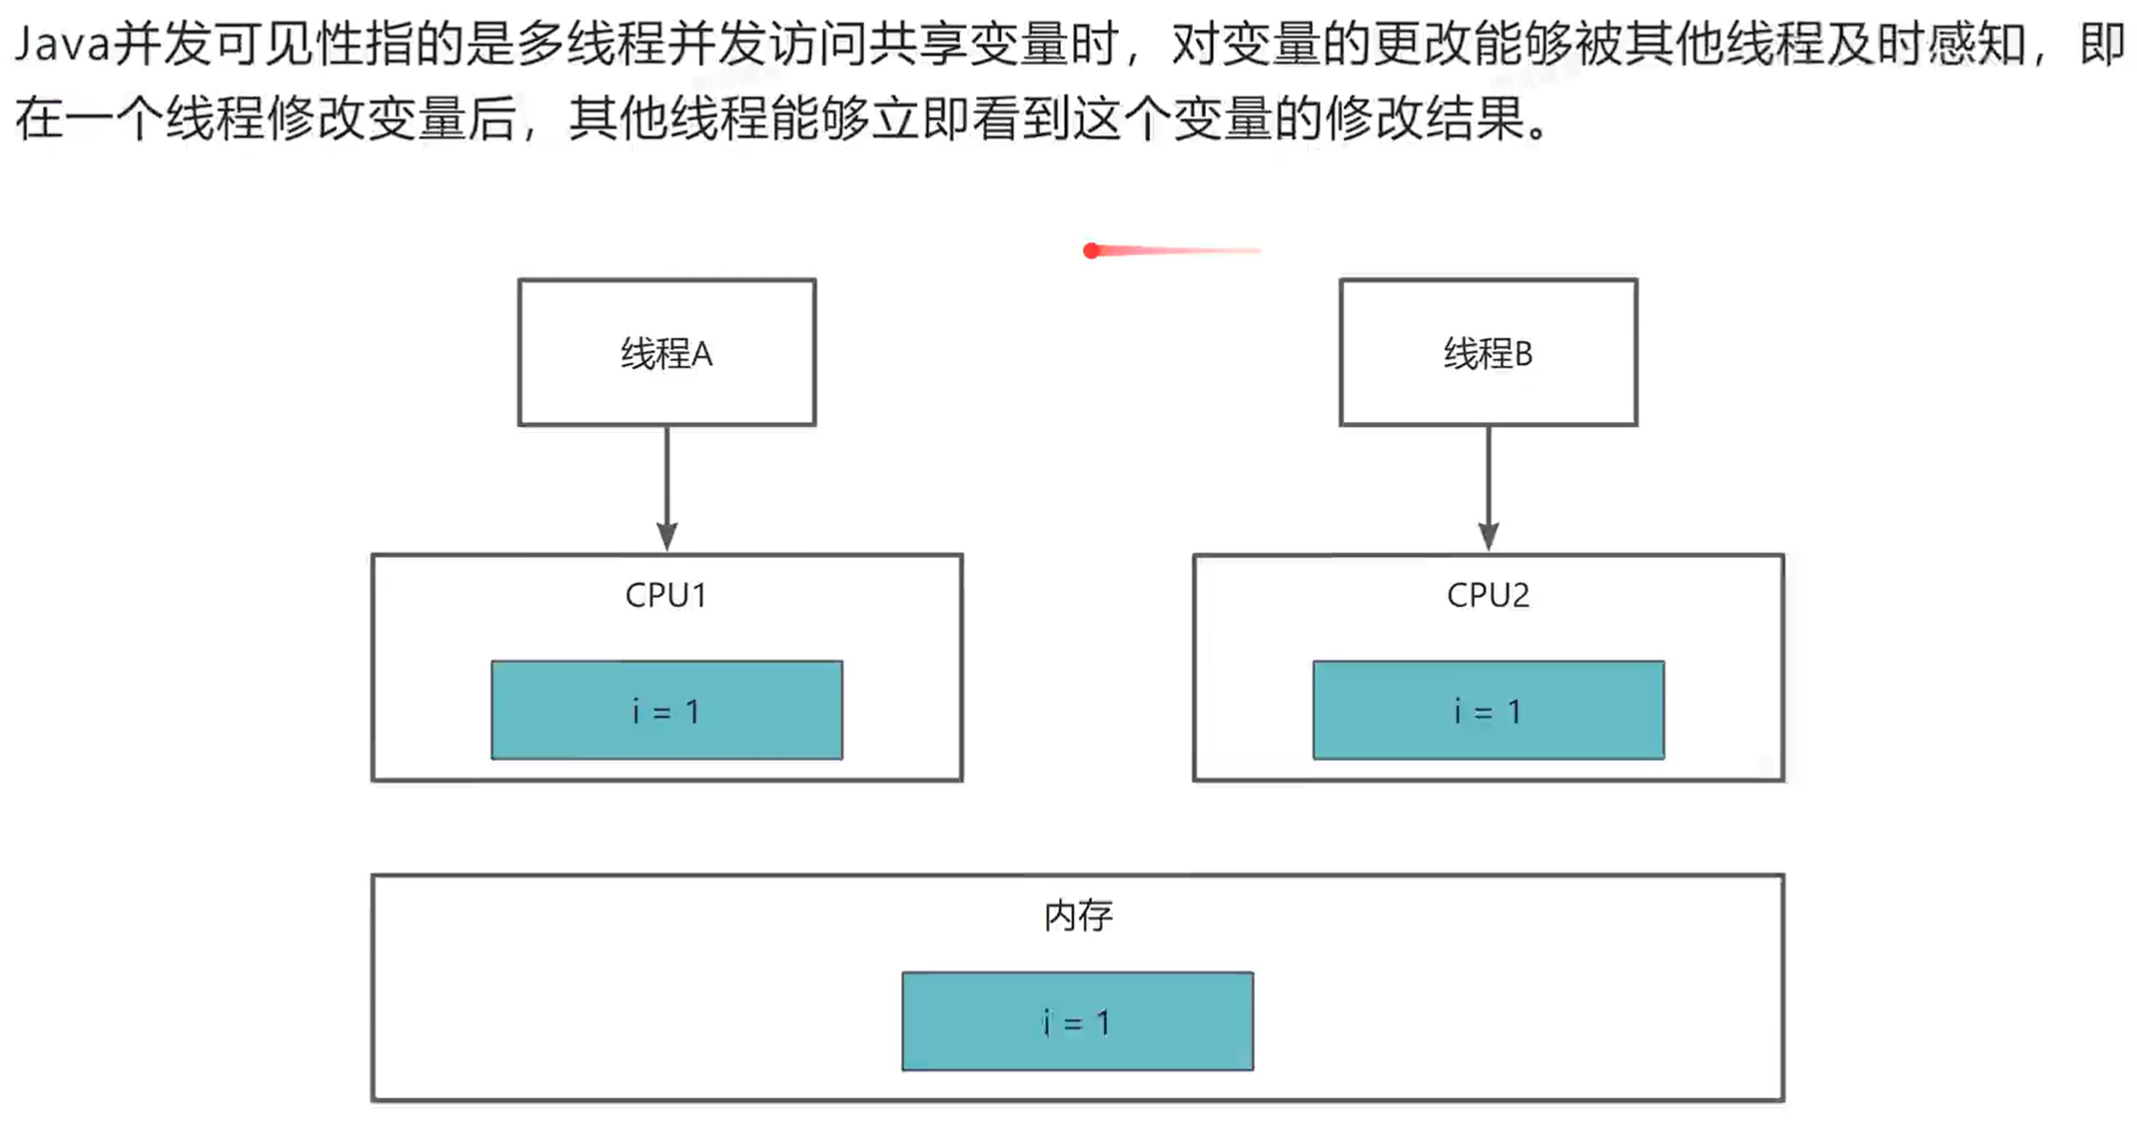 Java并发可见性指的是多线程并发访问共享变量时，对变量的更改能够被其他线程及时感知，即
在一个线程修改变量后，其他线程能够立即看到这个变量的修改结果。
线程A
线程B
CPU1
CPU2
i = 1
i = 1
内存
i = 1